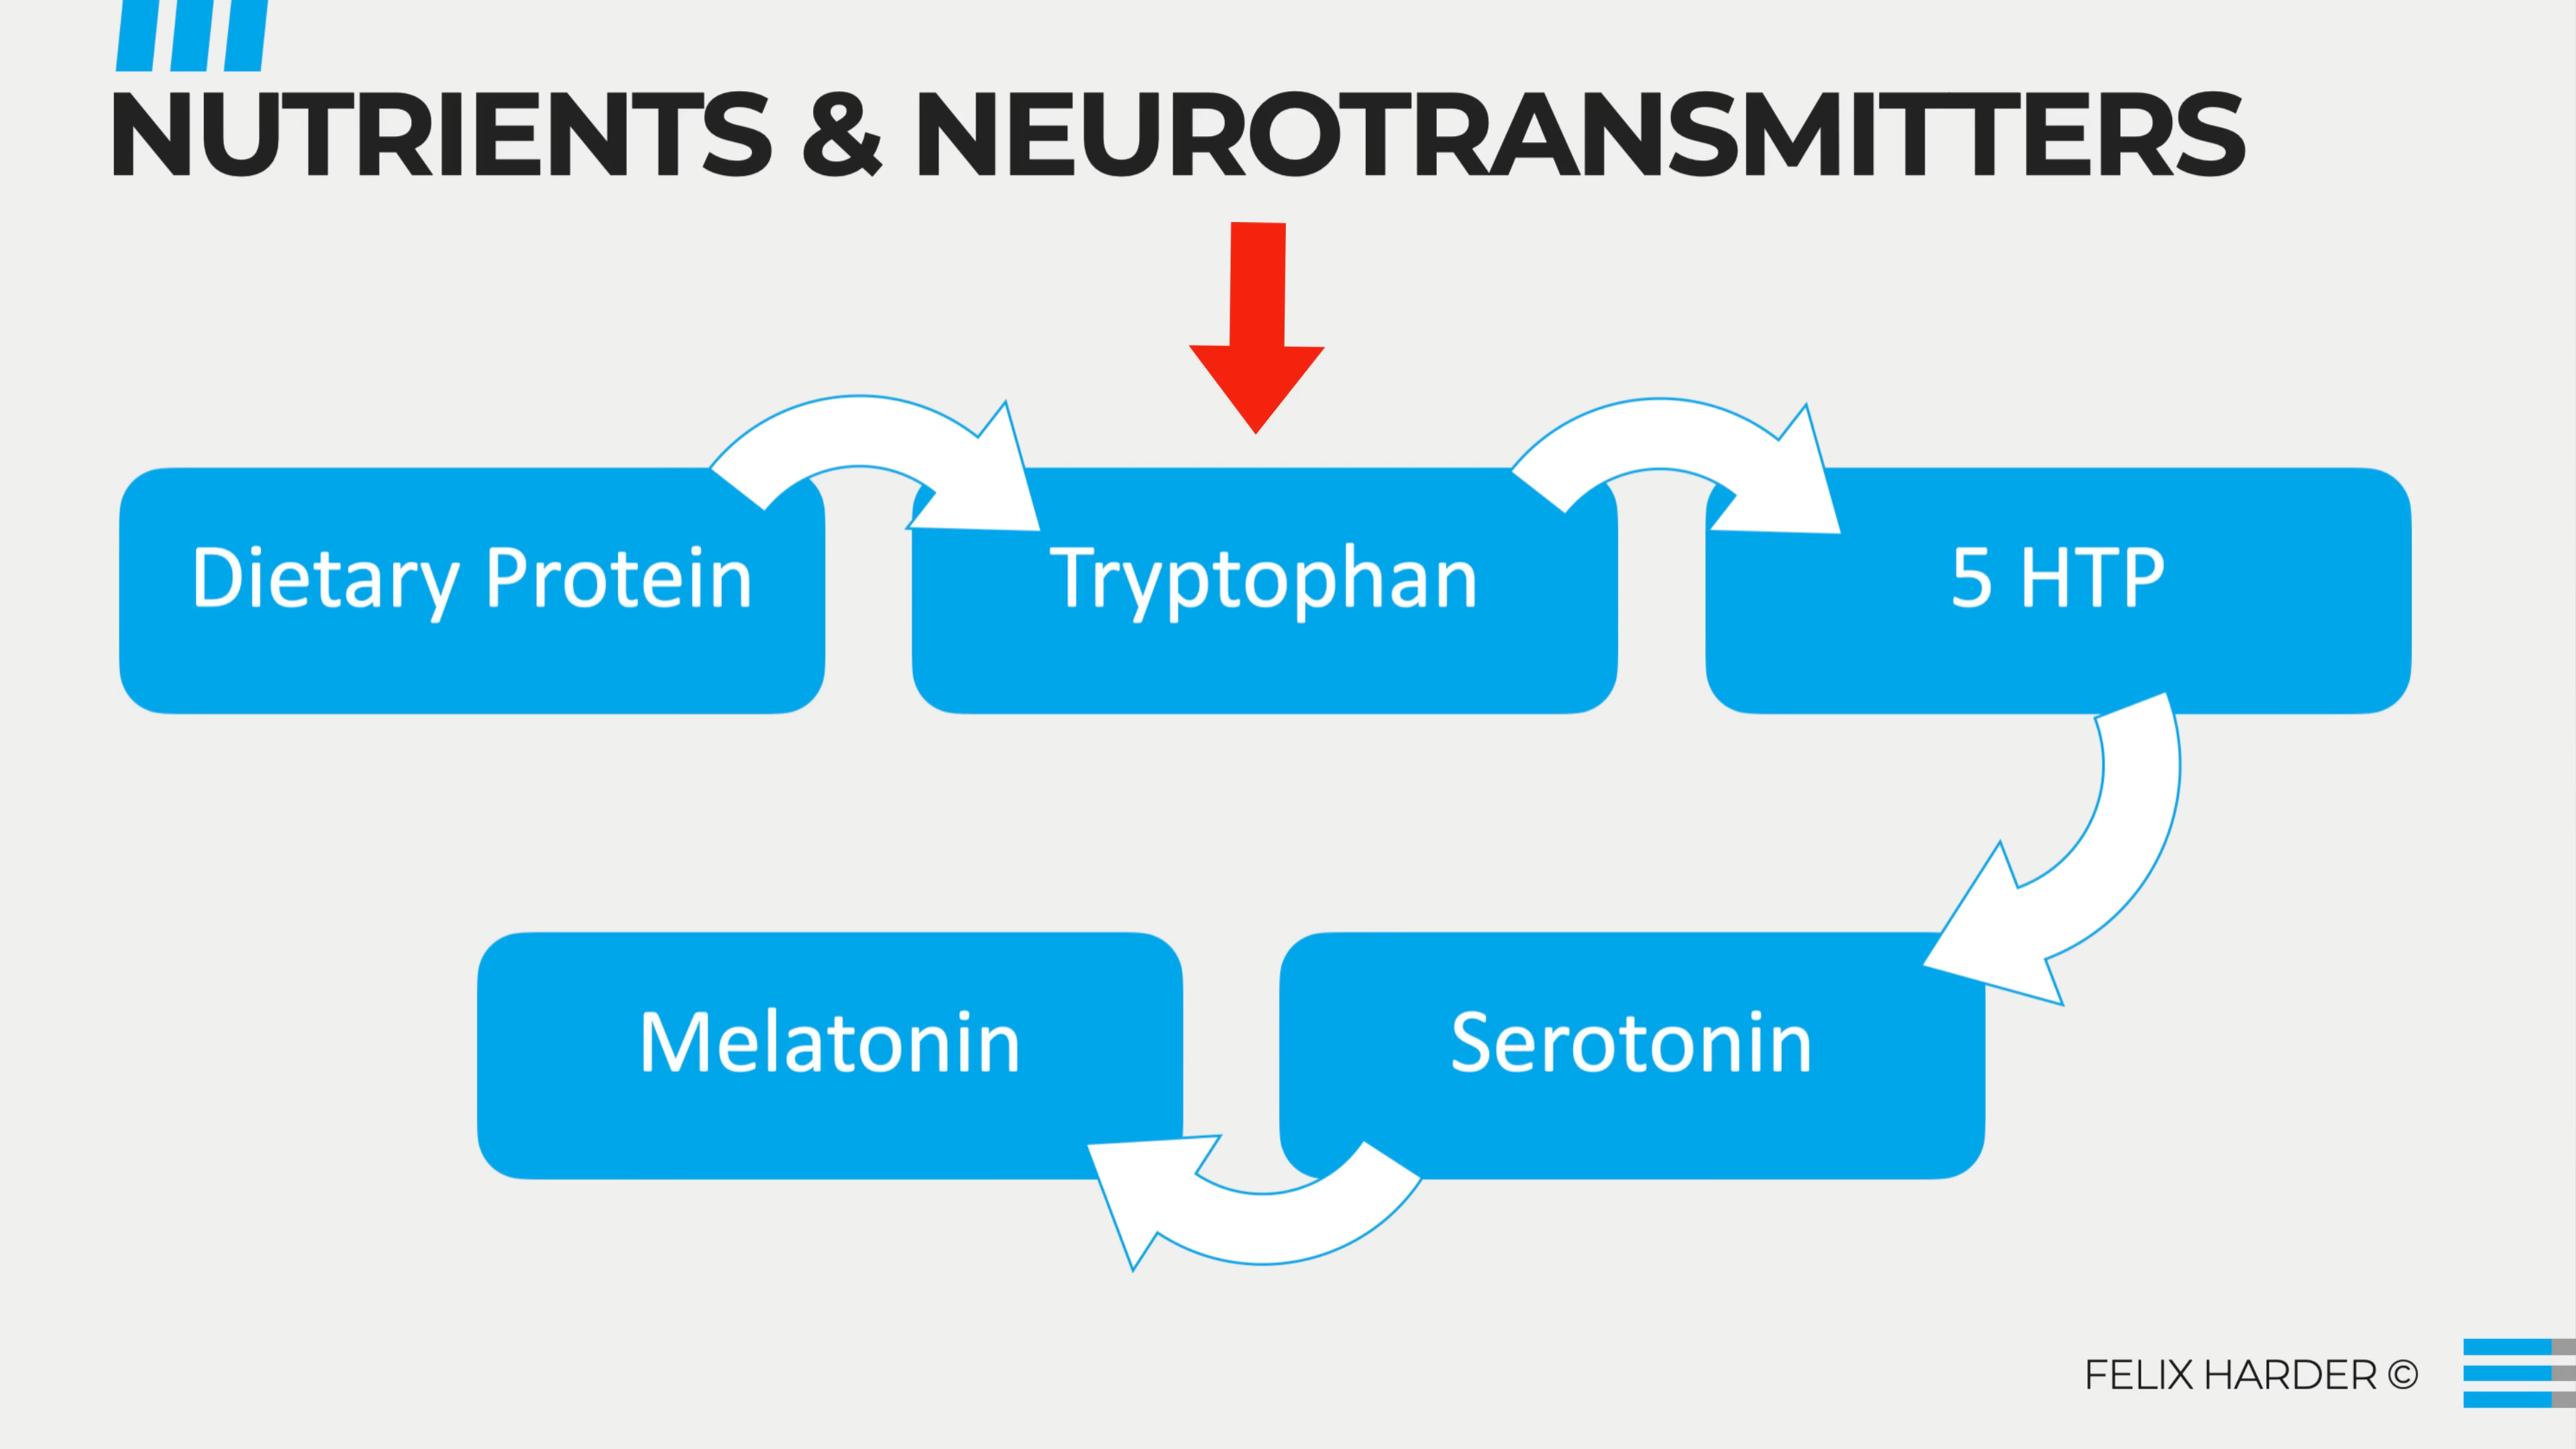 NUTRIENTS & NEUROTRANSMITTERS
Dietary Protein
Tryptophan
5 HTP
Serotonin
Melatonin
FELIX HARDER ©